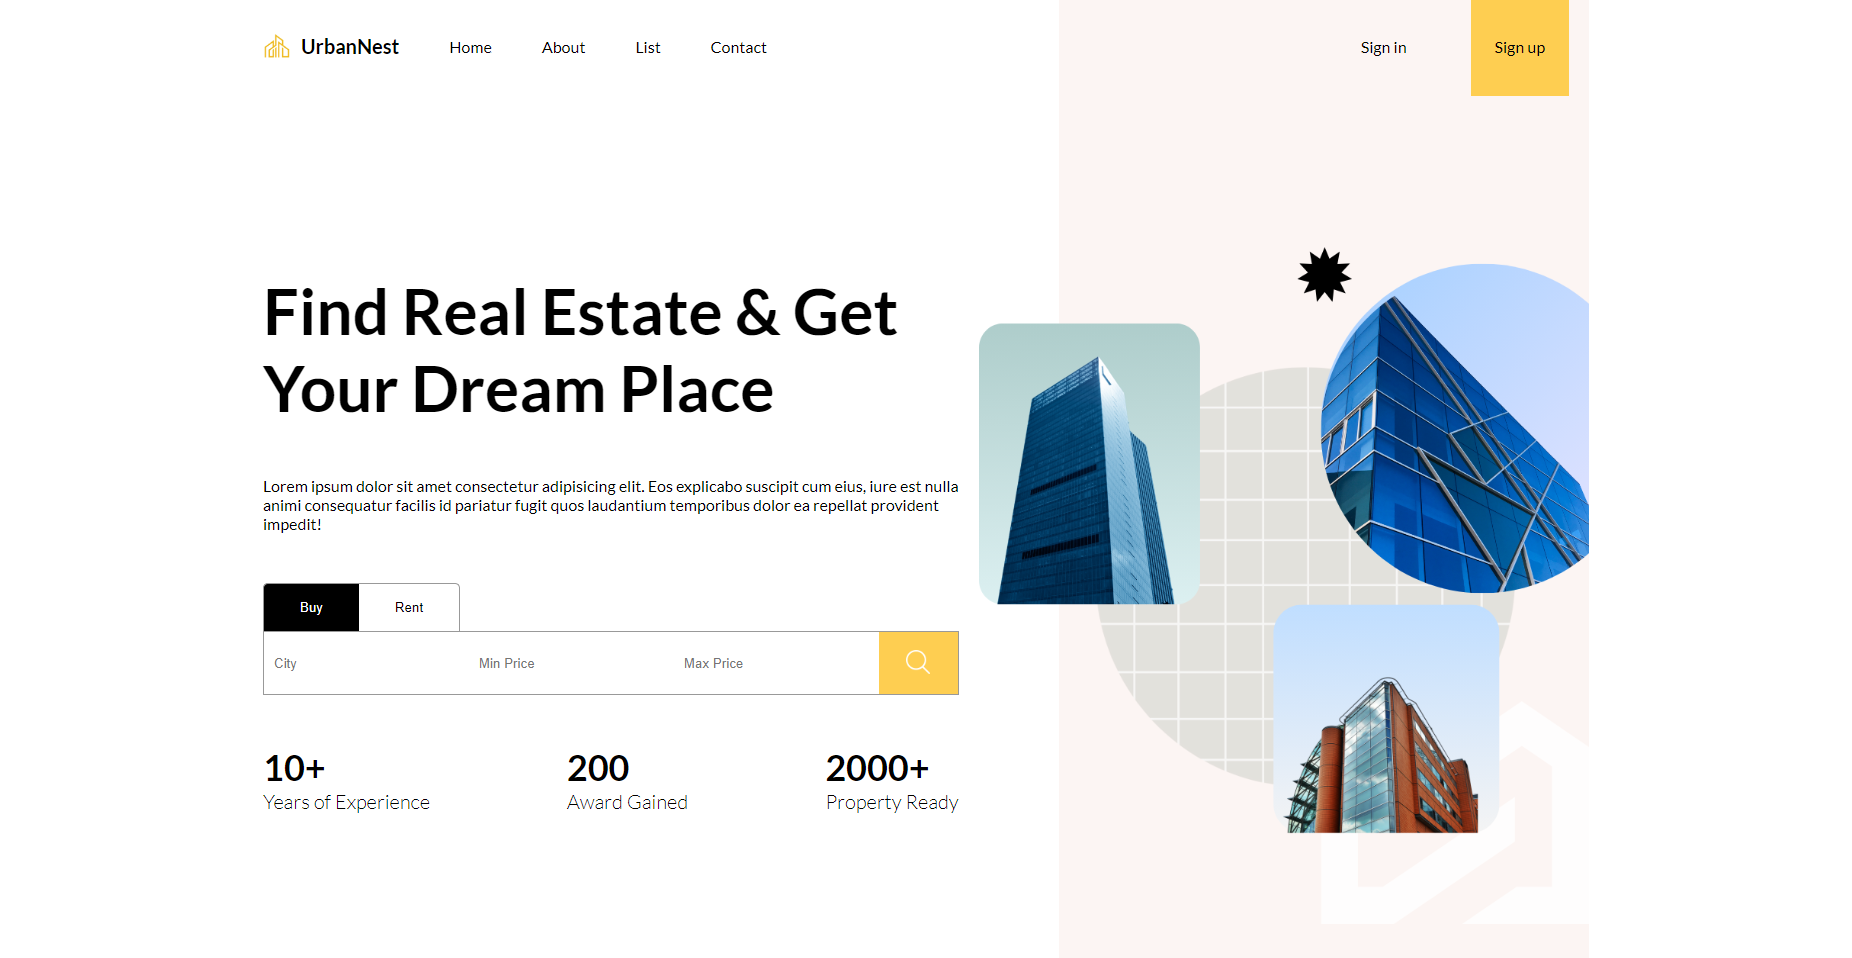 UrbanNest Home About List Contact Sign in Sign up
Find Real Estate & Get
Your Dream Place
Lorem ipsum dolor sit amet consectetur adipisicing elit. Eos explicabo suscipit cum eius, iure est nulla
animi consequatur facilis id pariatur fugit quos laudantium temporibus dolor ea repellat provident
impedit!
Buy Rent
City Min Price Max Price
10+ 200 2000+
Years of Experience Award Gained Property Ready